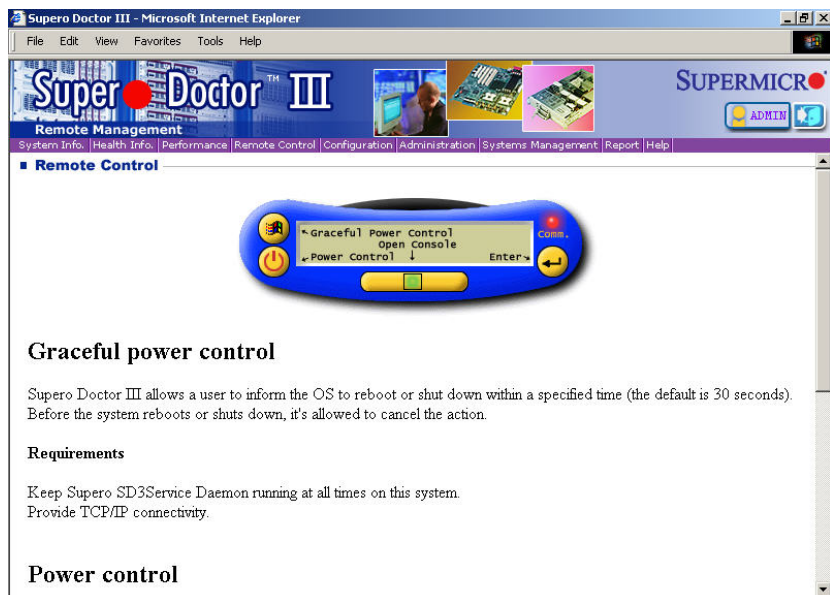 Supero Doctor III - Microsoft Internet Explorer
File Edit View Favorites Tools Help
Super Doctor TM III
SUPERMICR
Remote Management
ADMIN
System Info. Health Info. Performance Remote Control Configuration Administration Systems Management Report Help
Remote Control
Graceful Power Control
Open Console
Power Control Enter
Comm.
Graceful power control
Supero Doctor III allows a user to inform the OS to reboot or shut down within a specified time (the default is 30 seconds).
Before the system reboots or shuts down, it's allowed to cancel the action.
Requirements
Keep Supero SD3Service Daemon running at all times on this system.
Provide TCP/IP connectivity.
Power control